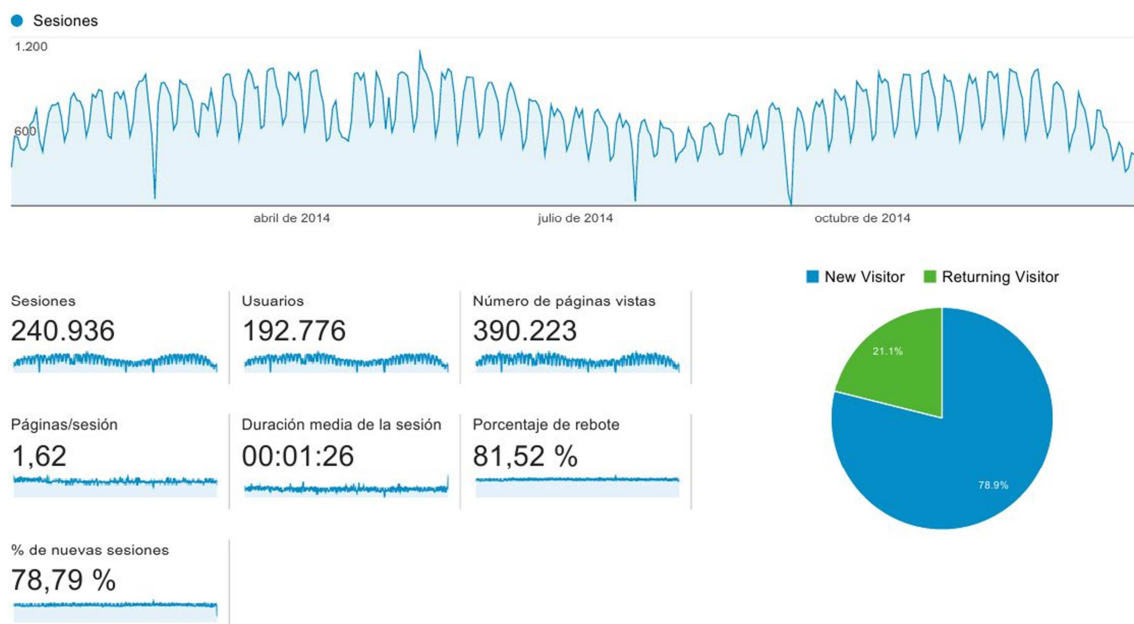 Sesiones
1.200
600
abril de 2014
julio de 2014
octubre de 2014
New Visitor
Returning Visitor
21.1%
78.9%
Sesiones
240.936
Usuarios
192.776
Número de páginas vistas
390.223
Páginas/sesión
1,62
Duración media de la sesión
00:01:26
Porcentaje de rebote
81,52 %
% de nuevas sesiones
78,79 %